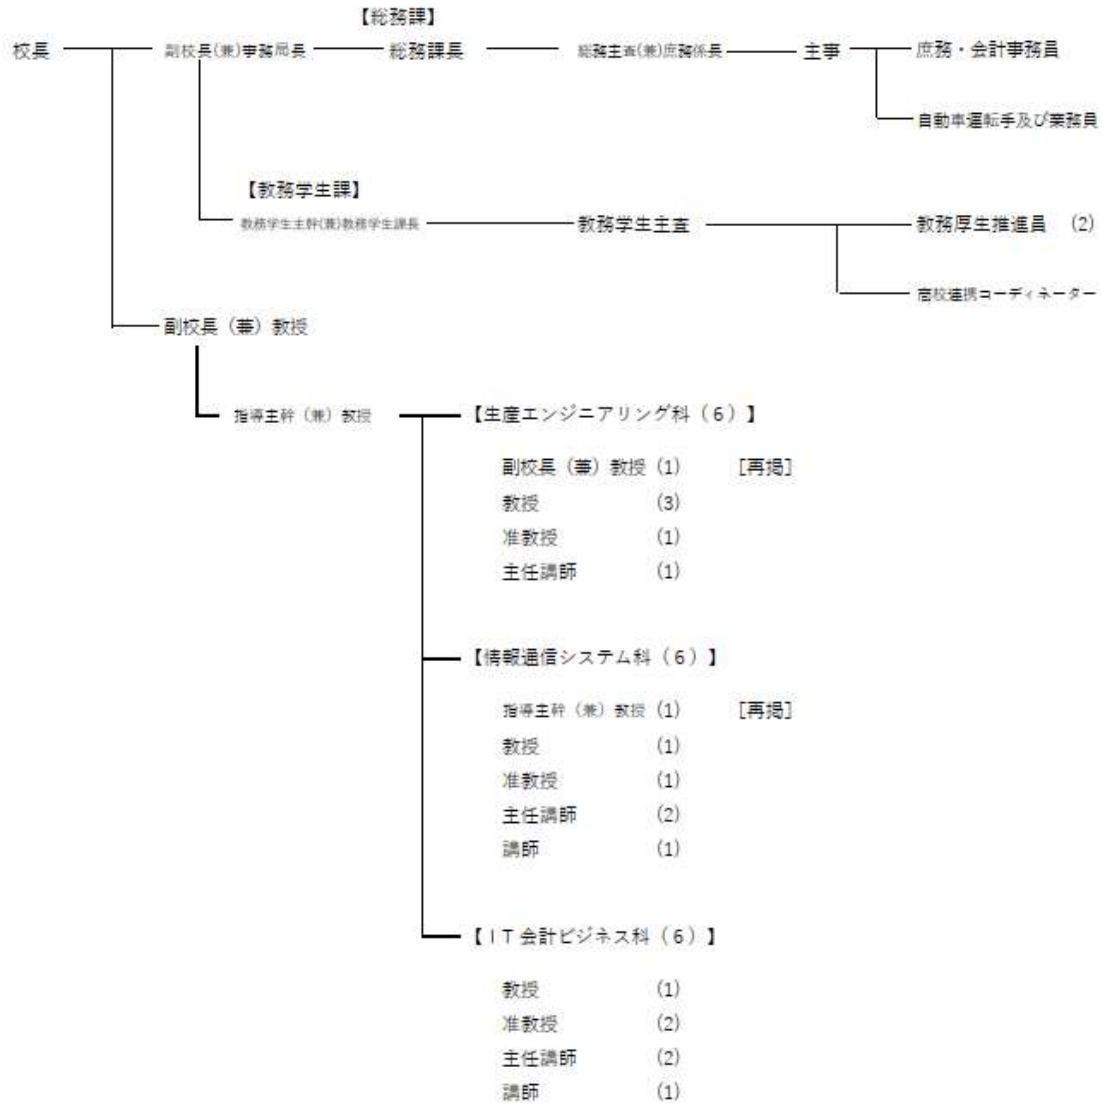 【総務課】
校長 副校長(兼)事務局長 総務課長 総務主査(兼)庶務係長 主事 庶務・会計事務員
自動車運転手及び業務員
【教務学生課】
教務学生主幹(兼)教務学生課長 教務学生主査 教務厚生推進員 (2)
高校連携コーディネーター
副校長（兼）教授
指導主幹（兼）教授 【生産エンジニアリング科（６）】
副校長（兼）教授 (1) [再掲]
教授 (3)
准教授 (1)
主任講師 (1)
【情報通信システム科（６）】
指導主幹（兼）教授 (1) [再掲]
教授 (1)
准教授 (1)
主任講師 (2)
講師 (1)
【ＩＴ会計ビジネス科（６）】
教授 (1)
准教授 (2)
主任講師 (2)
講師 (1)